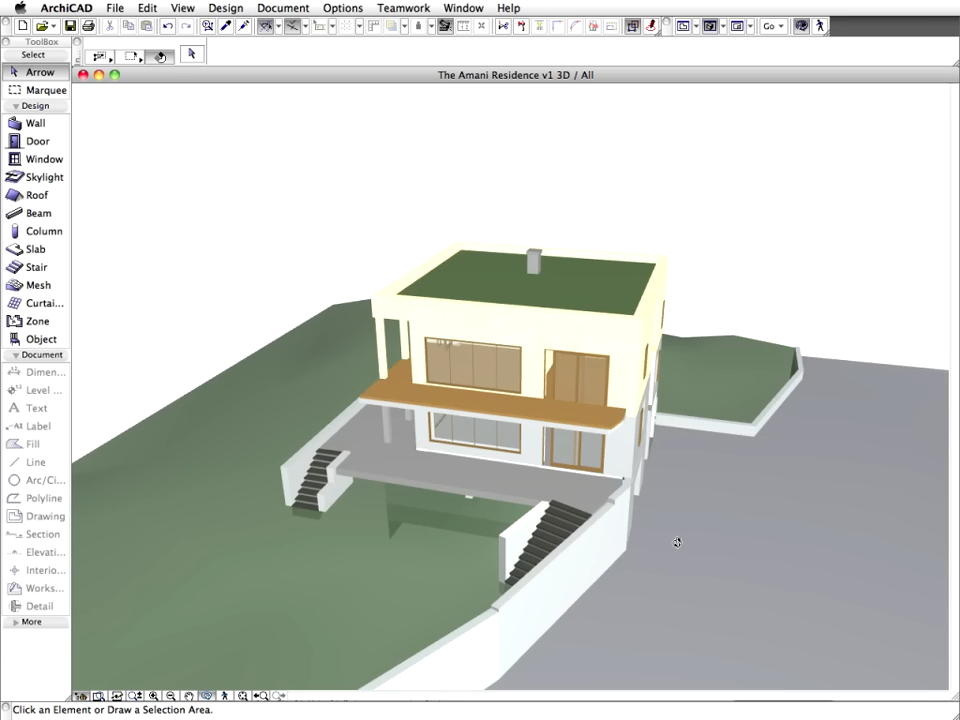 ArchiCAD File Edit View Design Document Options Teamwork Window Help
Go
ToolBox
Select
Arrow
Marquee
Design
Wall
Door
Window
Skylight
Roof
Beam
Column
Slab
Stair
Mesh
Curtai...
Zone
Object
Document
Dimen...
Level ...
Text
Label
Fill
Line
Arc/Ci...
Polyline
Drawing
Section
Elevati...
Interio...
Works...
Detail
More
The Amani Residence v1 3D / All
Click an Element or Draw a Selection Area.